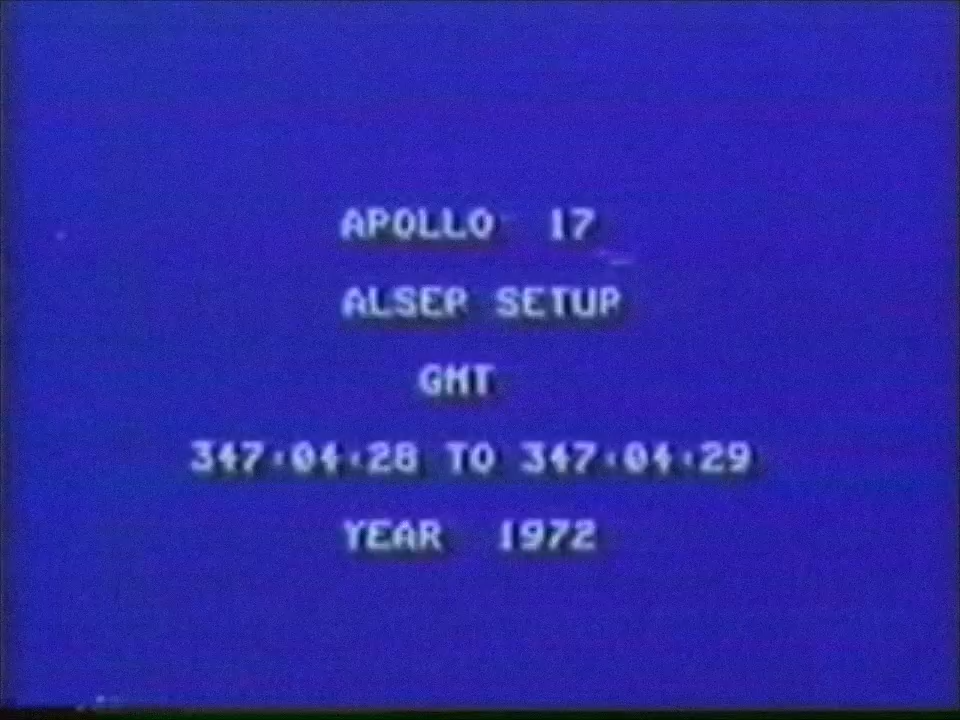 APOLLO 17
ALSEP SETUP
GMT
347:04:28 TO 347:04:29
YEAR 1972